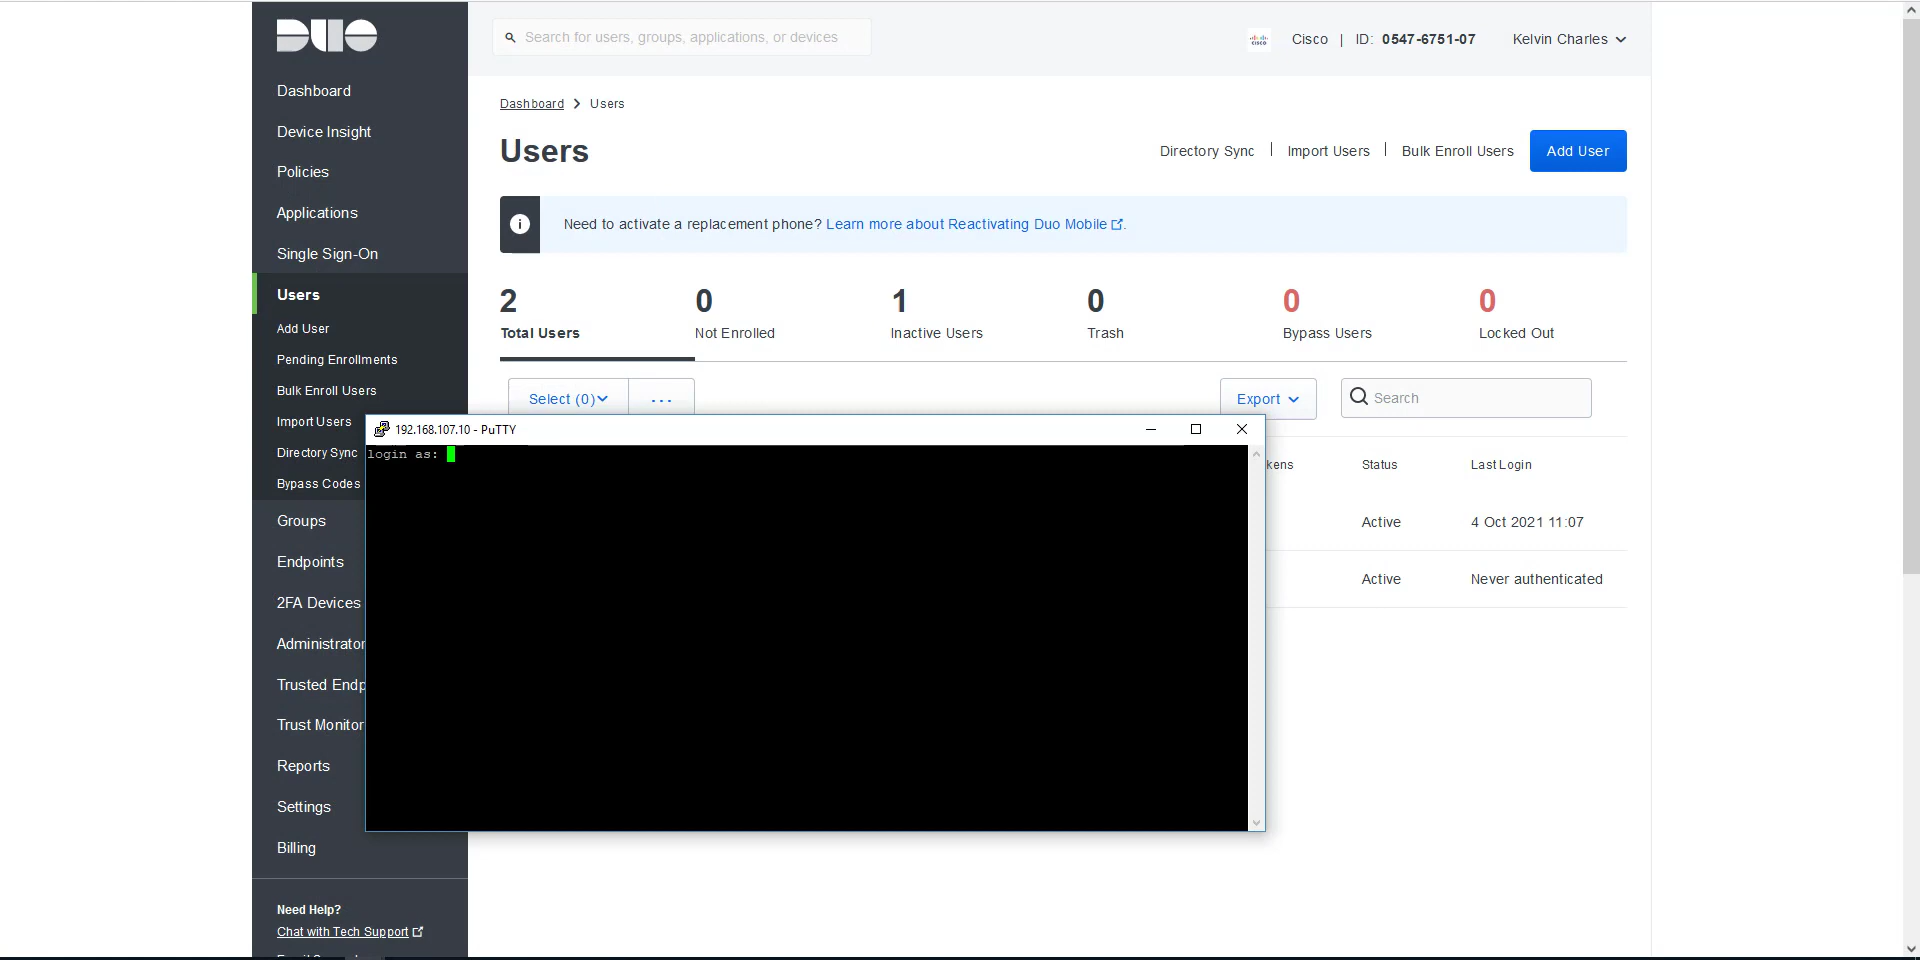 DUO
Search for users, groups, applications, or devices
cisco
Cisco | ID: 0547-6751-07
Kelvin Charles
Dashboard
Device Insight
Policies
Applications
Single Sign-On
Users
Add User
Pending Enrollments
Bulk Enroll Users
Import Users
Directory Sync
Bypass Codes
Groups
Endpoints
2FA Devices
Administrator
Trusted Endp
Trust Monitor
Reports
Settings
Billing
Need Help?
Chat with Tech Support
Dashboard > Users
Users
Directory Sync | Import Users | Bulk Enroll Users
Add User
Need to activate a replacement phone? Learn more about Reactivating Duo Mobile.
2 Total Users
0 Not Enrolled
1 Inactive Users
0 Trash
0 Bypass Users
0 Locked Out
Select (0)
...
Export
Search
kens Status Last Login
Active 4 Oct 2021 11:07
Active Never authenticated
192.168.107.10 - PuTTY
login as: